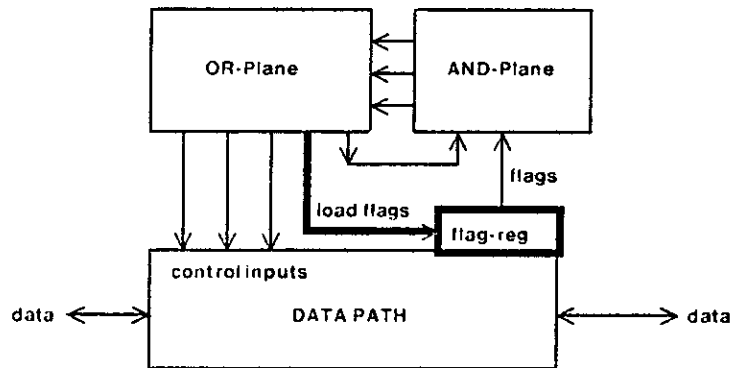 OR-Plane
AND-Plane
flags
load flags
flag-reg
control inputs
data
DATA PATH
data